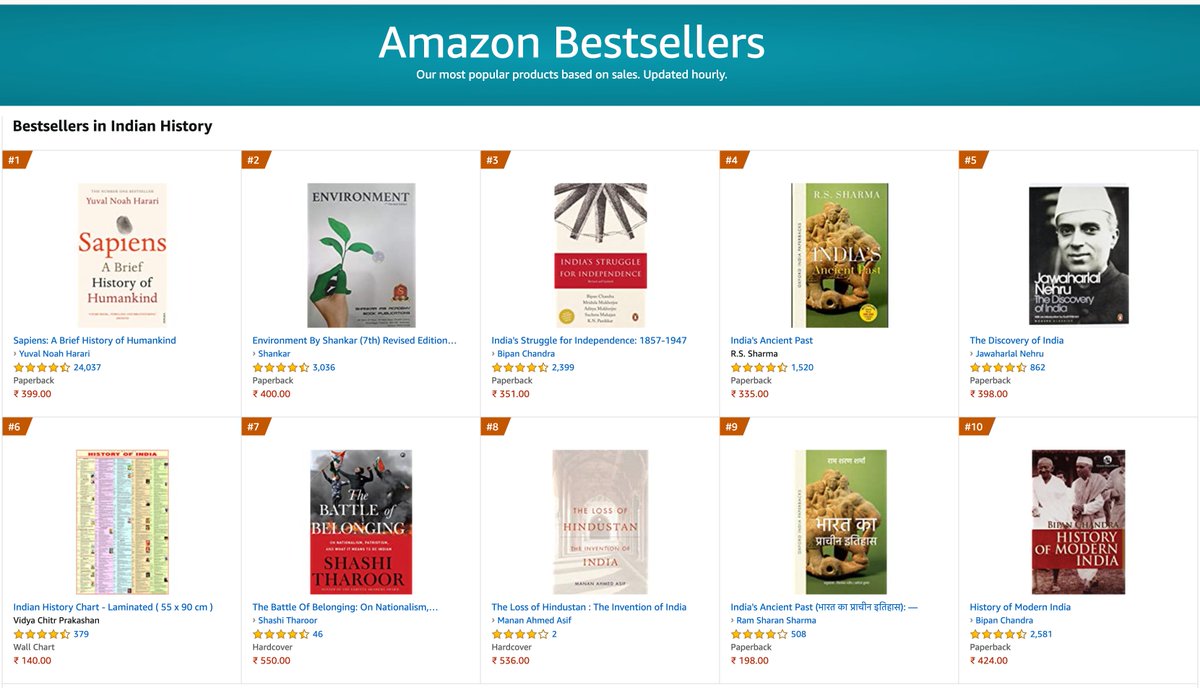 Amazon Bestsellers
Our most popular products based on sales. Updated hourly.
Bestsellers in Indian History
#1
THE NUMBER ONE BESTSELLER
Yuval Noah Harari
Sapiens
A Brief
History of
Humankind
Sapiens: A Brief History of Humankind
› Yuval Noah Harari
24,037
Paperback
₹ 399.00
#2
ENVIRONMENT
SHANKAR IAS ACADEMY
BOOK PUBLICATIONS
Environment By Shankar (7th) Revised Edition…
› Shankar
3,036
Paperback
₹ 400.00
#3
INDIA'S STRUGGLE
FOR INDEPENDENCE
Bipan Chandra
Mridula Mukherjee
Aditya Mukherjee
Sucheta Mahajan
K.N. Panikkar
India's Struggle for Independence: 1857-1947
› Bipan Chandra
2,399
Paperback
₹ 351.00
#4
R.S. SHARMA
OXFORD INDIA PAPERBACKS
INDIA'S
Ancient Past
India's Ancient Past
R.S. Sharma
1,520
Paperback
₹ 335.00
#5
Jawaharlal
Nehru
The Discovery
of India
The Discovery of India
› Jawaharlal Nehru
862
Paperback
₹ 398.00
#6
HISTORY OF INDIA
Indian History Chart - Laminated ( 55 x 90 cm )
Vidya Chitr Prakashan
379
Wall Chart
₹ 140.00
#7
The
BATTLE of
BELONGING
ON NATIONALISM, PATRIOTISM,
AND WHAT IT MEANS TO BE INDIAN
SHASHI
THAROOR
The Battle Of Belonging: On Nationalism,…
› Shashi Tharoor
46
Hardcover
₹ 550.00
#8
THE LOSS OF
HINDUSTAN
THE INVENTION OF
INDIA
MANAN AHMED ASIF
The Loss of Hindustan : The Invention of India
› Manan Ahmed Asif
2
Hardcover
₹ 536.00
#9
राम शरण शर्मा
OXFORD INDIA PAPERBACKS
भारत का
प्राचीन इतिहास
India's Ancient Past (भारत का प्राचीन इतिहास): —
› Ram Sharan Sharma
508
Paperback
₹ 198.00
#10
BIPAN CHANDRA
HISTORY
OF MODERN
INDIA
History of Modern India
› Bipan Chandra
2,581
Paperback
₹ 424.00